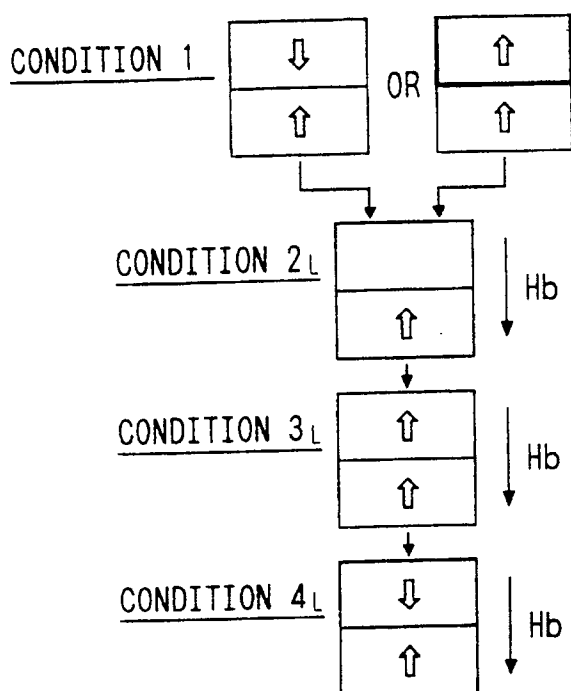 CONDITION 1
OR
CONDITION 2L
Hb
CONDITION 3L
Hb
CONDITION 4L
Hb